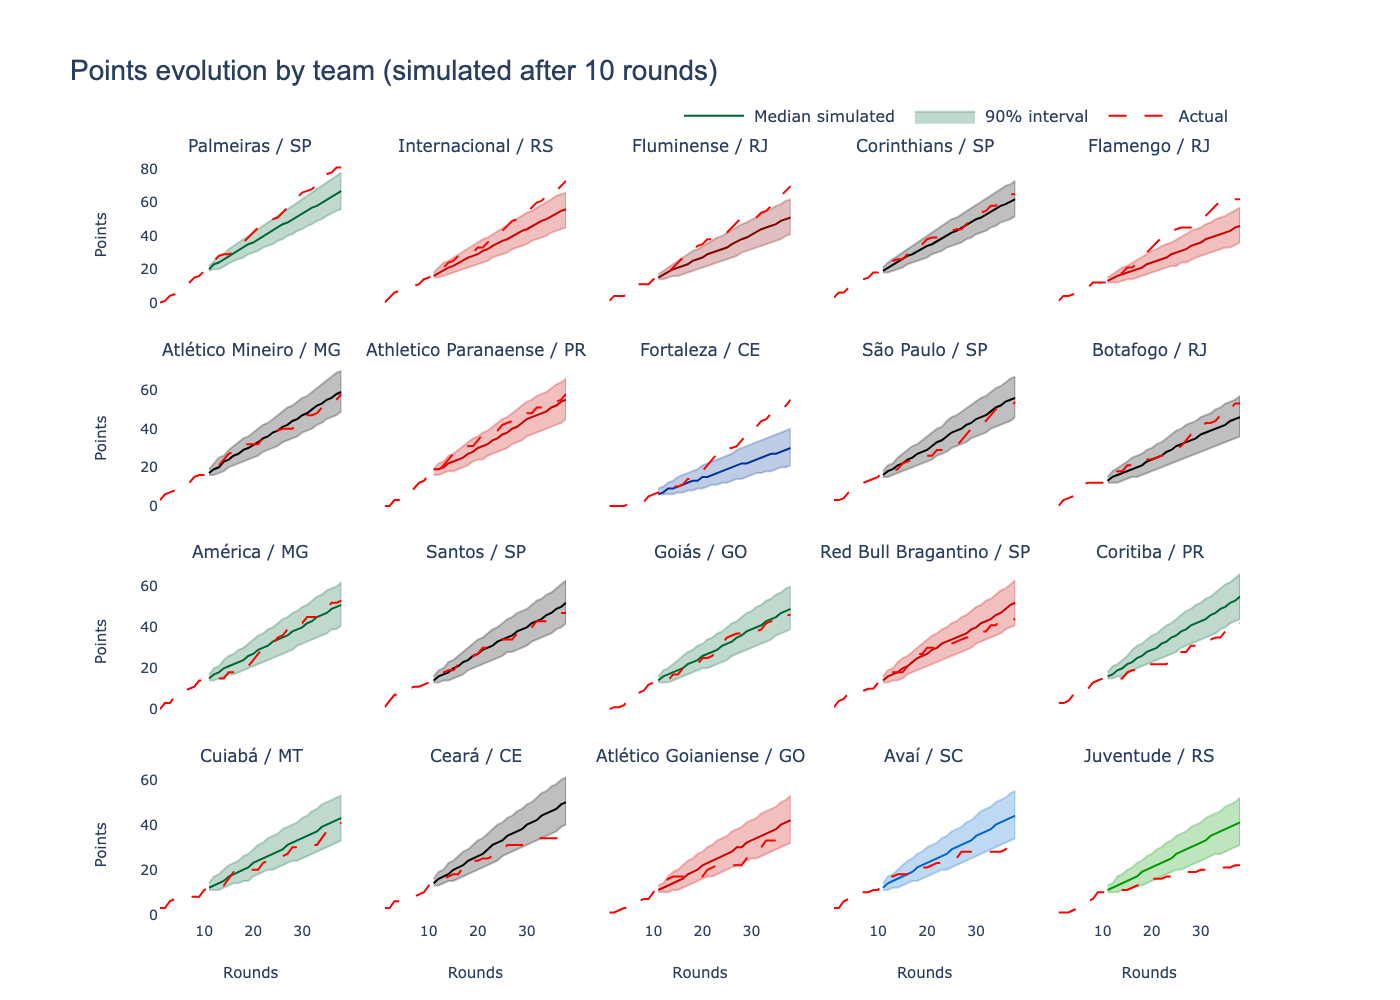 Points evolution by team (simulated after 10 rounds)
Median simulated 90% interval Actual
Palmeiras / SP Internacional / RS Fluminense / RJ Corinthians / SP Flamengo / RJ
80
60
40
20
0
Points
Atlético Mineiro / MG Athletico Paranaense / PR Fortaleza / CE São Paulo / SP Botafogo / RJ
60
40
20
0
Points
América / MG Santos / SP Goiás / GO Red Bull Bragantino / SP Coritiba / PR
60
40
20
0
Points
Cuiabá / MT Ceará / CE Atlético Goianiense / GO Avaí / SC Juventude / RS
60
40
20
0
Points
10 20 30 10 20 30 10 20 30 10 20 30 10 20 30
Rounds Rounds Rounds Rounds Rounds